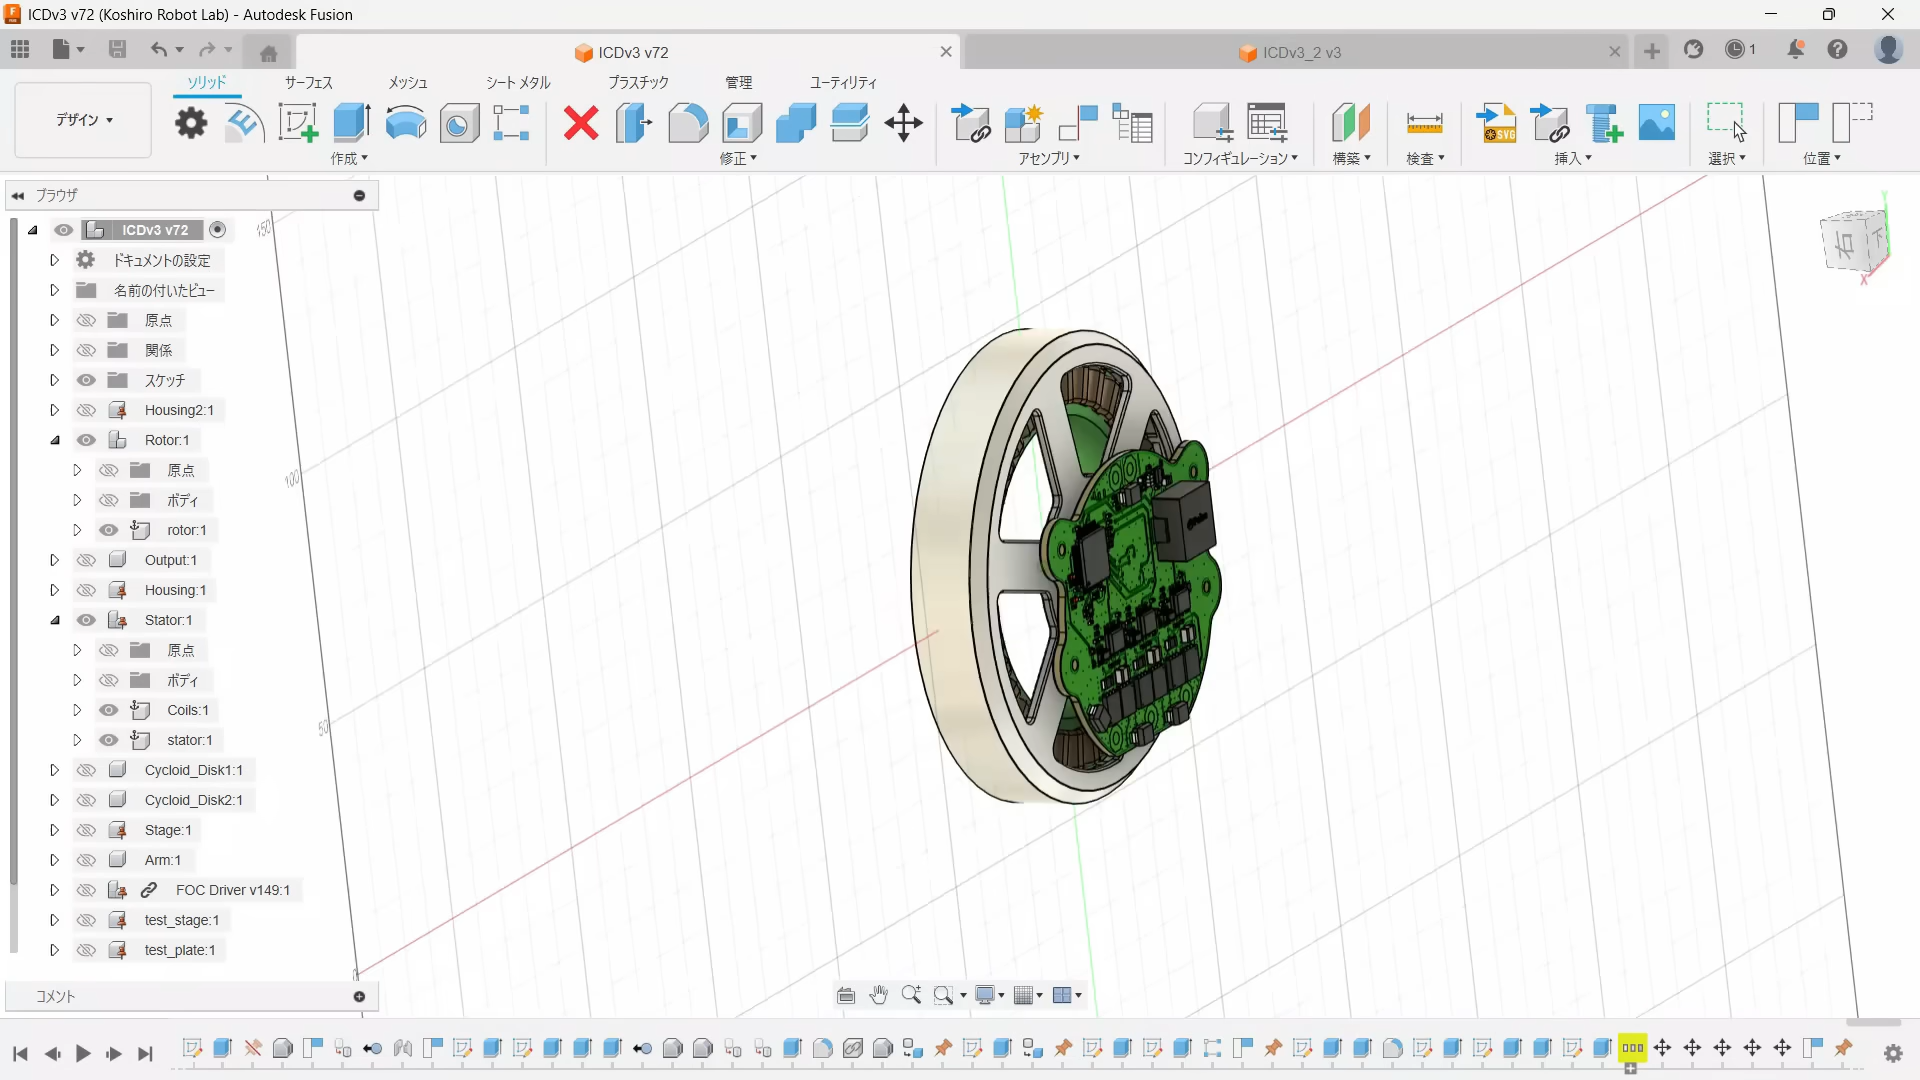 ICDv3 v72 (Koshiro Robot Lab) - Autodesk Fusion
ICDv3 v72
ICDv3_2 v3
1
デザイン
ソリッド
サーフェス
メッシュ
シート メタル
プラスチック
管理
ユーティリティ
作成
修正
アセンブリ
コンフィギュレーション
構築
検査
挿入
選択
位置
SVG
ブラウザ
ICDv3 v72
ドキュメントの設定
名前の付いたビュー
原点
関係
スケッチ
Housing2:1
Rotor:1
原点
ボディ
rotor:1
Output:1
Housing:1
Stator:1
原点
ボディ
Coils:1
stator:1
Cycloid_Disk1:1
Cycloid_Disk2:1
Stage:1
Arm:1
FOC Driver v149:1
test_stage:1
test_plate:1
コメント
150
100
50
0
右
下
Y
X